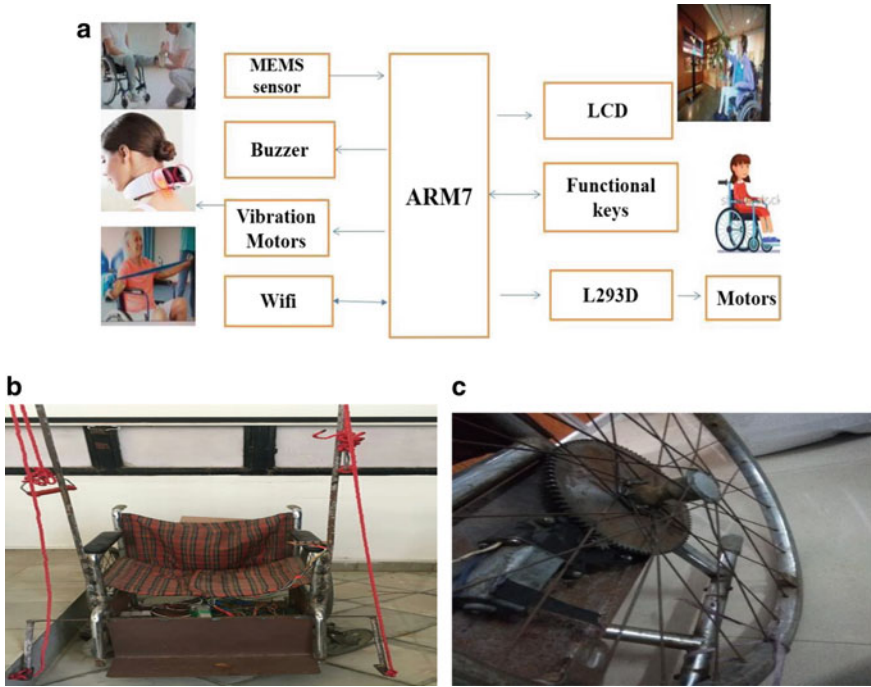 a
MEMS
sensor
Buzzer
Vibration
Motors
Wifi
ARM7
LCD
Functional
keys
L293D
Motors
b
c